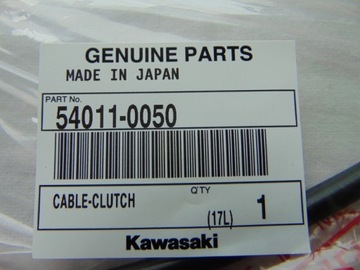 GENUINE PARTS
MADE IN JAPAN
PART No.
54011-0050
CABLE-CLUTCH
Q'TY
(17L) 1
Kawasaki